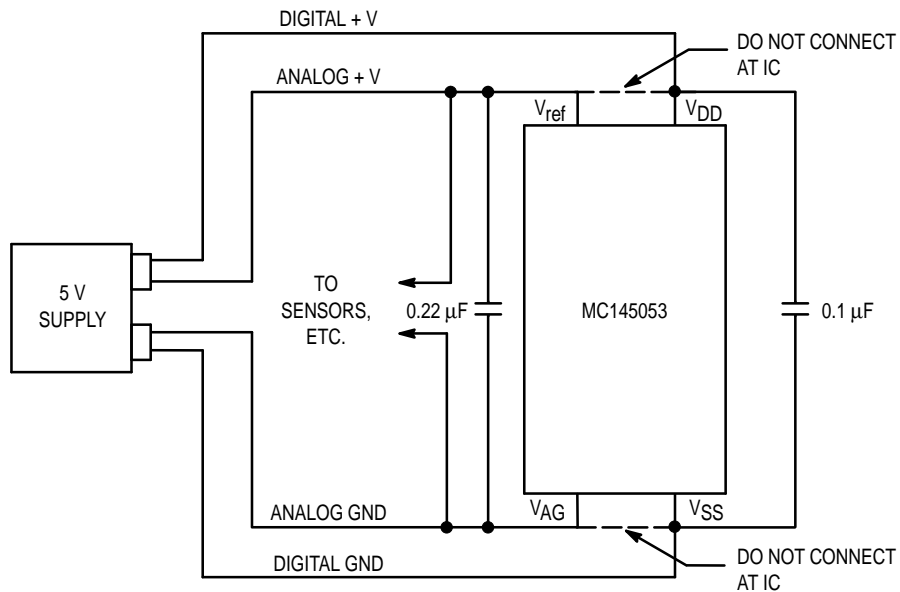 DIGITAL + V
DO NOT CONNECT
AT IC
ANALOG + V
Vref
VDD
5 V
SUPPLY
TO
SENSORS,
ETC.
0.22 µF
MC145053
0.1 µF
ANALOG GND
VAG
VSS
DIGITAL GND
DO NOT CONNECT
AT IC